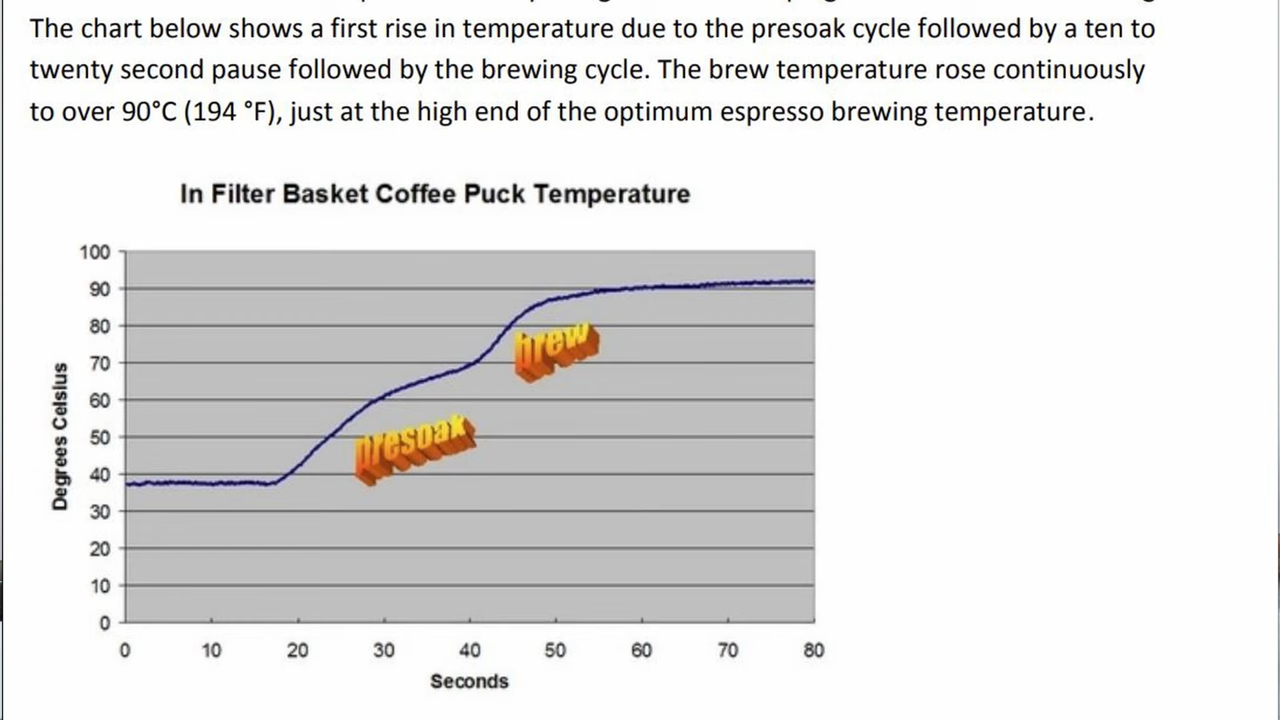 The chart below shows a first rise in temperature due to the presoak cycle followed by a ten to
twenty second pause followed by the brewing cycle. The brew temperature rose continuously
to over 90°C (194 °F), just at the high end of the optimum espresso brewing temperature.
In Filter Basket Coffee Puck Temperature
100
90
80
70
60
50
40
30
20
10
0
Degrees Celsius
brew
presoak
0 10 20 30 40 50 60 70 80
Seconds